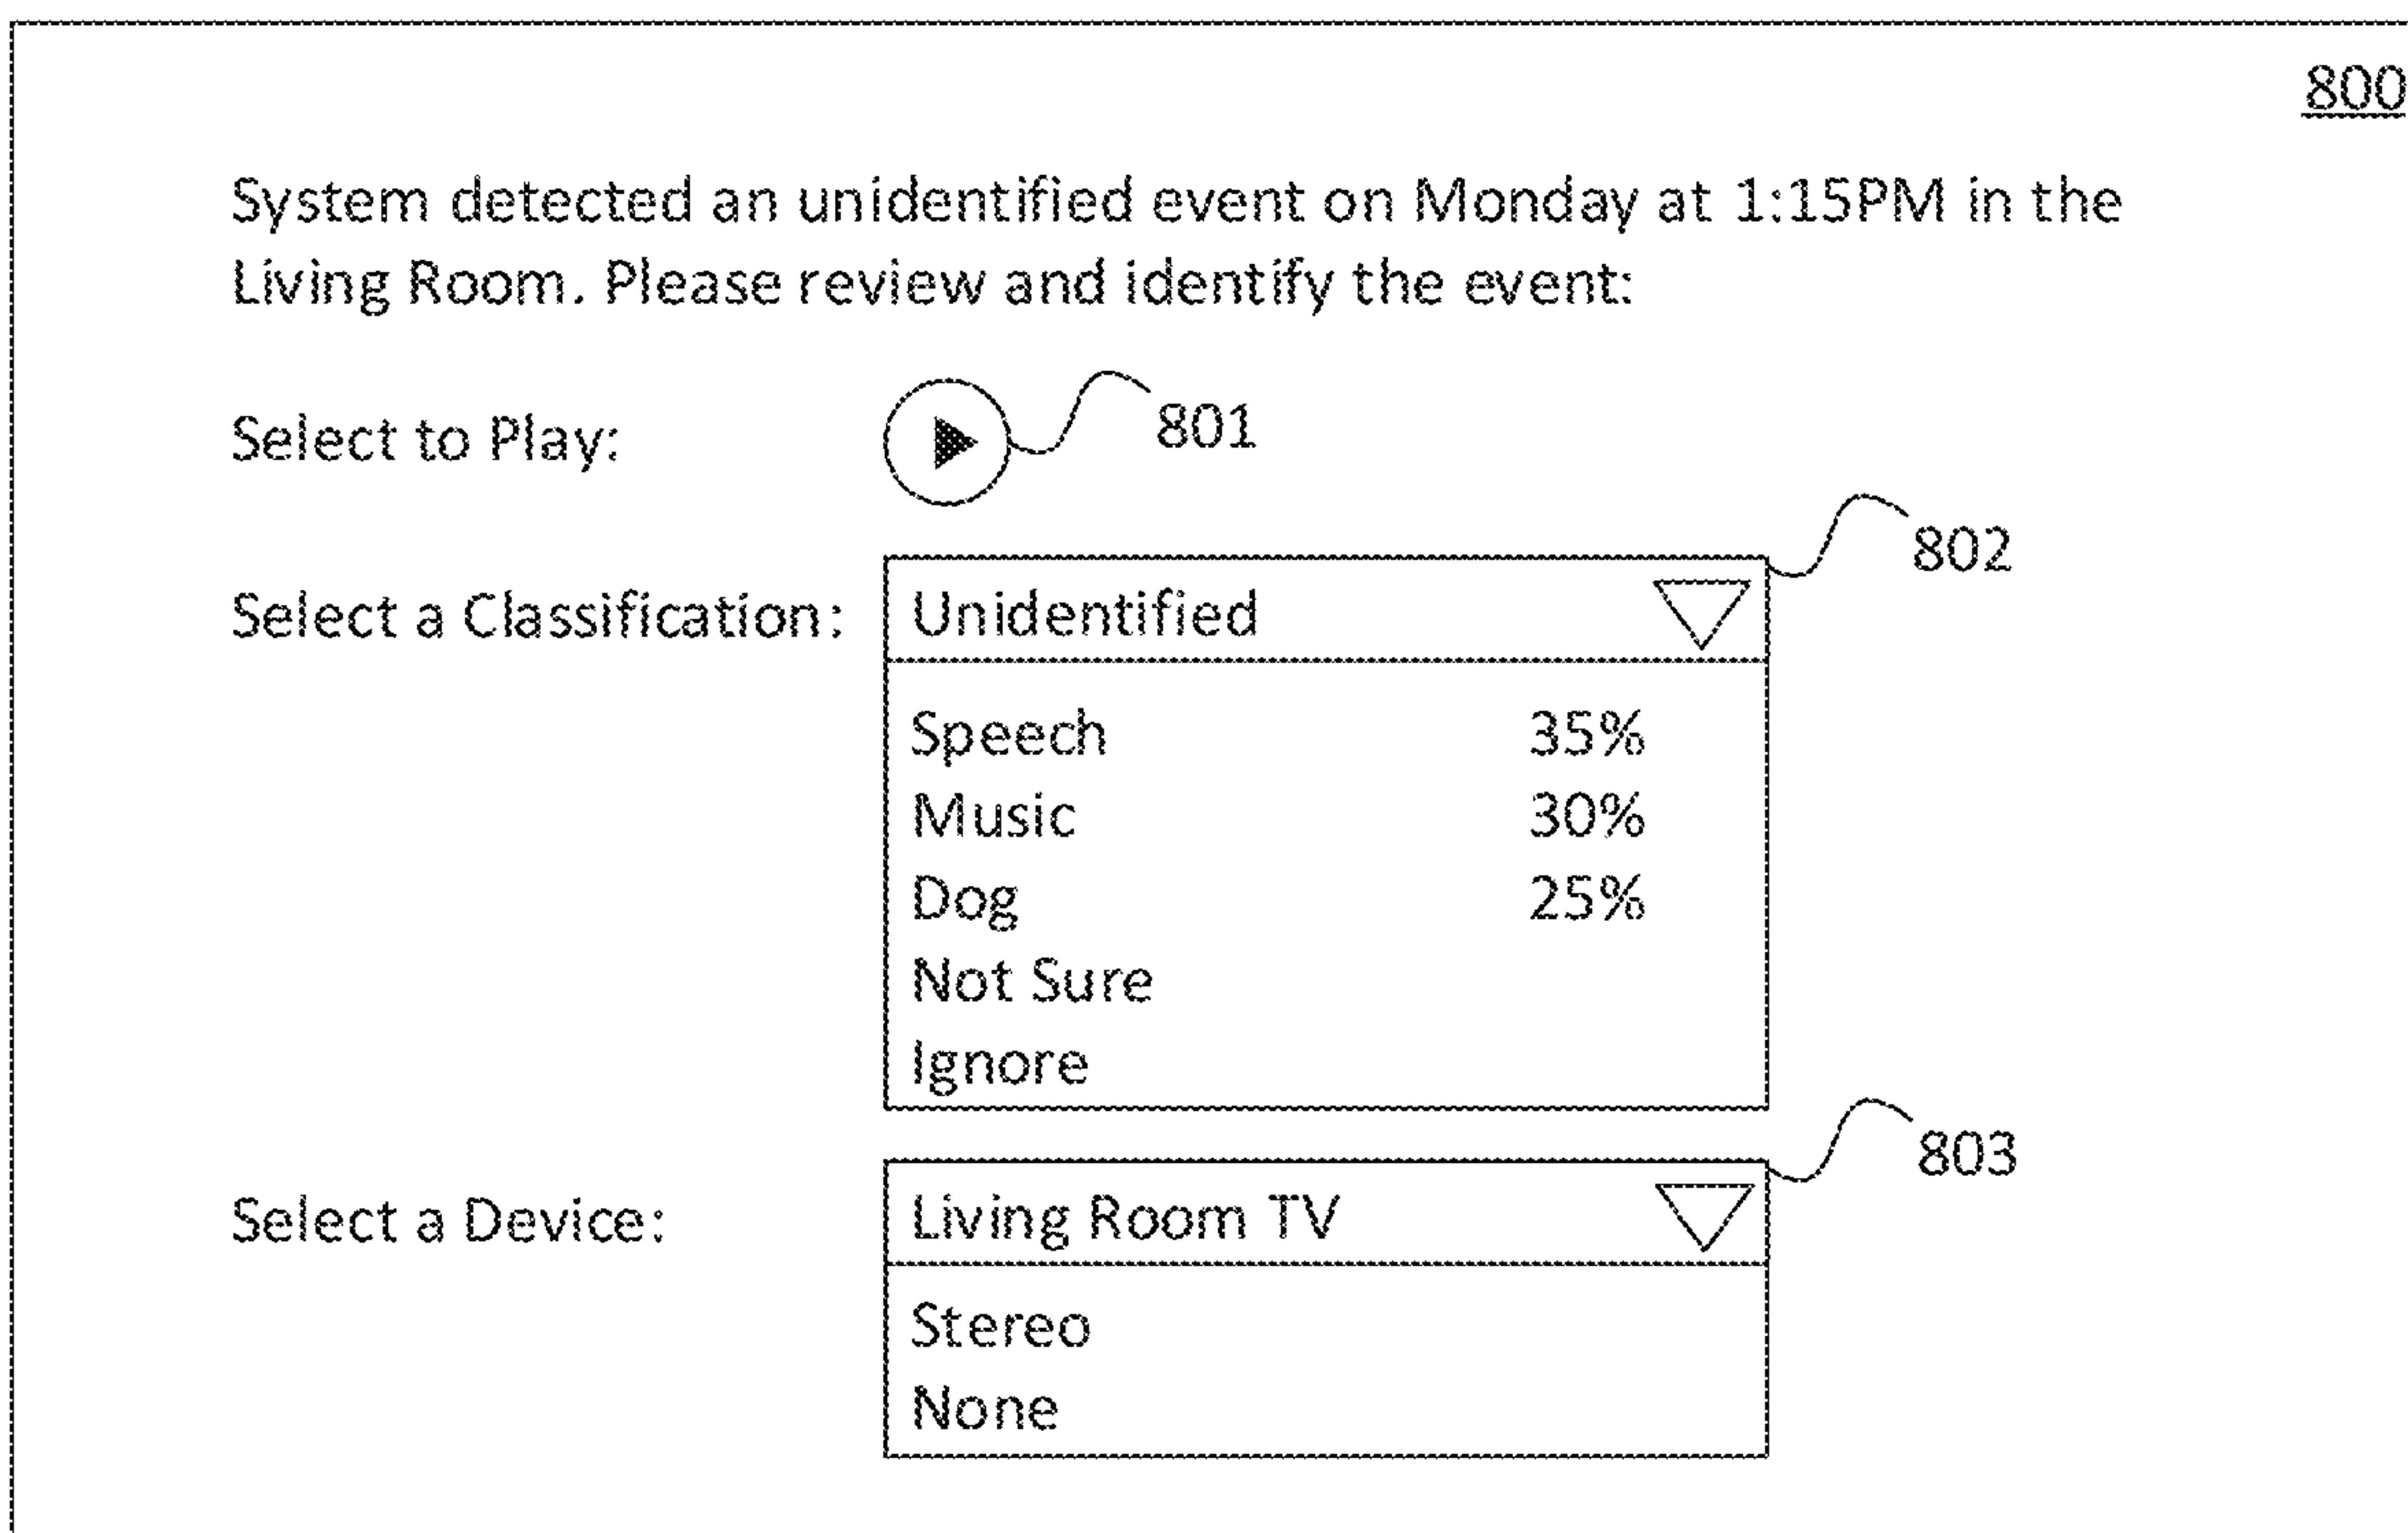 800
System detected an unidentified event on Monday at 1:15PM in the
Living Room. Please review and identify the event:
Select to Play:
801
802
Select a Classification:
Unidentified
Speech 35%
Music 30%
Dog 25%
Not Sure
Ignore
803
Select a Device:
Living Room TV
Stereo
None